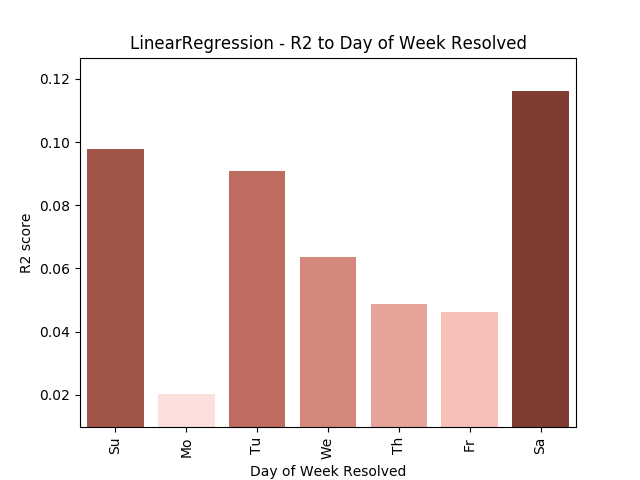 LinearRegression - R2 to Day of Week Resolved
0.12
0.10
0.08
0.06
0.04
0.02
R2 score
Su
Mo
Tu
We
Th
Fr
Sa
Day of Week Resolved